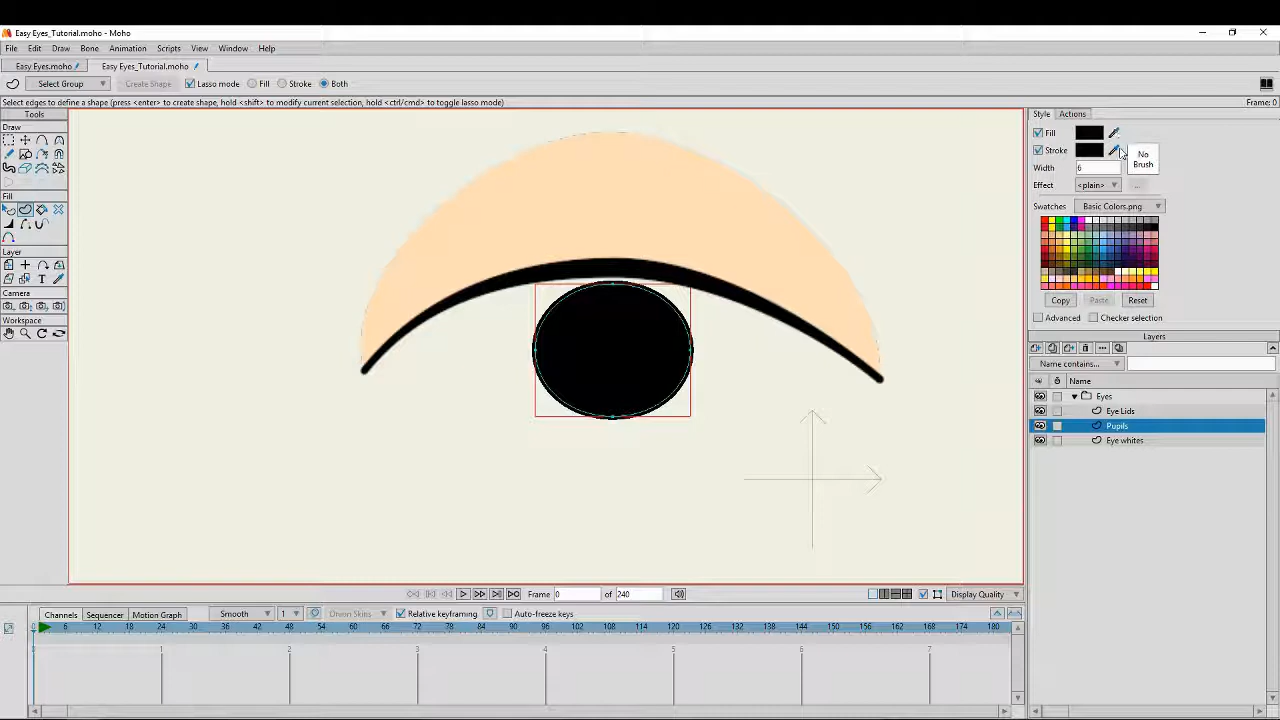 Easy Eyes_Tutorial.moho - Moho
File Edit Draw Bone Animation Scripts View Window Help
Easy Eyes.moho Easy Eyes_Tutorial.moho
Select Group Create Shape Lasso mode Fill Stroke Both
Select edges to define a shape (press <enter> to create shape, hold <shift> to modify current selection, hold <ctrl/cmd> to toggle lasso mode) Frame: 0
Tools
Draw
Fill
Layer
Camera
Workspace
Style Actions
Fill
Stroke
No
Brush
Width 6
Effect <plain> ...
Swatches Basic Colors.png
Copy Paste Reset
Advanced Checker selection
Layers
Name contains...
Name
Eyes
Eye Lids
Pupils
Eye whites
Frame 0 of 240 Display Quality
Channels Sequencer Motion Graph Smooth 1 Onion Skins Relative keyframing Auto-freeze keys
0 6 12 18 24 30 36 42 48 54 60 66 72 78 84 90 96 102 108 114 120 126 132 138 144 150 156 162 168 174 180
0 1 2 3 4 5 6 7